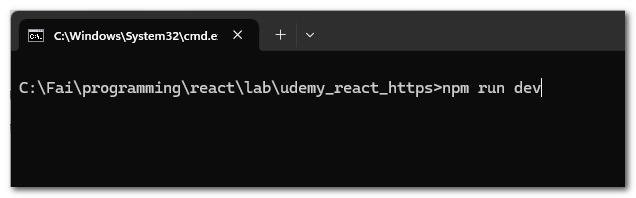 C:\Windows\System32\cmd.e
C:\Fai\programming\react\lab\udemy_react_https>npm run dev